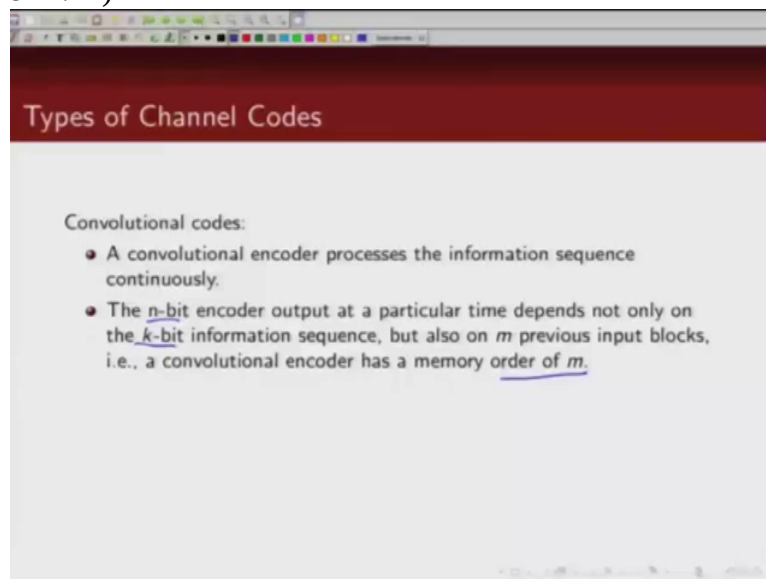 Types of Channel Codes
Convolutional codes:
A convolutional encoder processes the information sequence
continuously.
The n-bit encoder output at a particular time depends not only on
the k-bit information sequence, but also on m previous input blocks,
i.e., a convolutional encoder has a memory order of m.